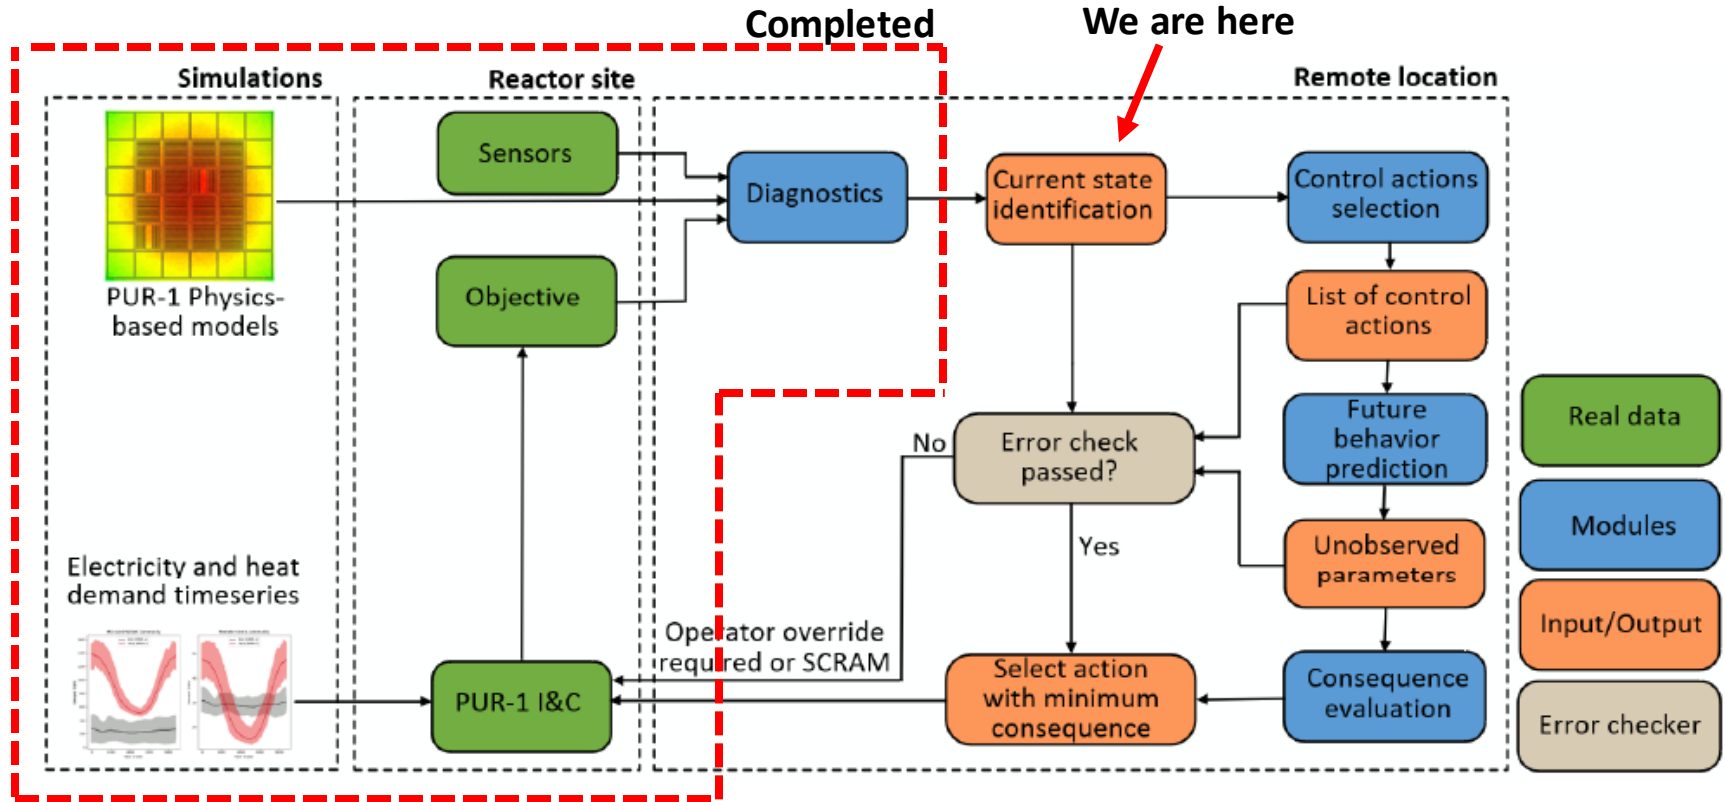 Completed
We are here
Simulations
Reactor site
Remote location
Sensors
Diagnostics
Current state
identification
Control actions
selection
PUR-1 Physics-
based models
Objective
List of control
actions
Error check
passed?
No
Yes
Future
behavior
prediction
Unobserved
parameters
Electricity and heat
demand timeseries
Operator override
required or SCRAM
PUR-1 I&C
Select action
with minimum
consequence
Consequence
evaluation
Real data
Modules
Input/Output
Error checker